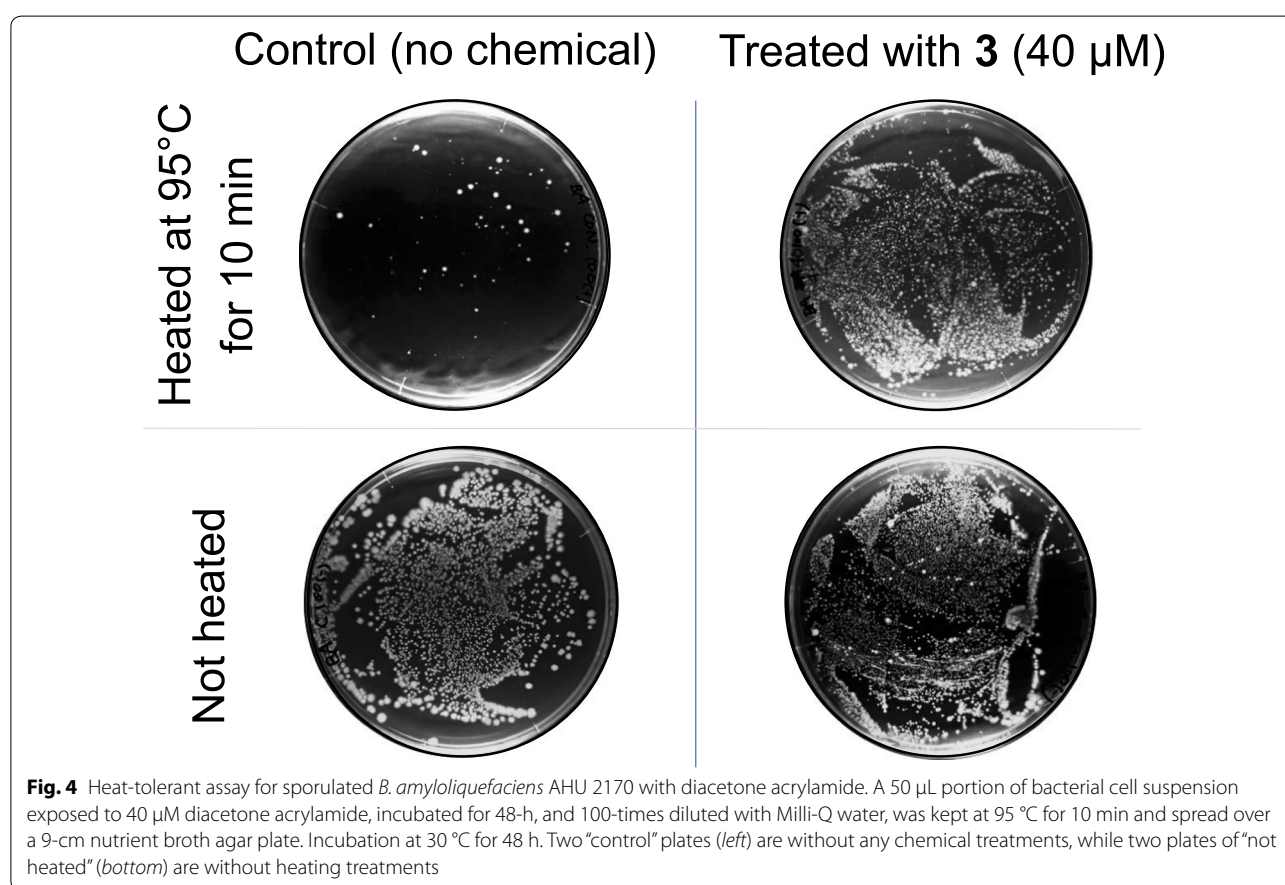 Control (no chemical)
Treated with 3 (40 μM)
Heated at 95°C
for 10 min
Not heated
Fig. 4 Heat-tolerant assay for sporulated B. amyloliquefaciens AHU 2170 with diacetone acrylamide. A 50 μL portion of bacterial cell suspension
exposed to 40 μM diacetone acrylamide, incubated for 48-h, and 100-times diluted with Milli-Q water, was kept at 95 °C for 10 min and spread over
a 9-cm nutrient broth agar plate. Incubation at 30 °C for 48 h. Two “control” plates (left) are without any chemical treatments, while two plates of “not
heated” (bottom) are without heating treatments